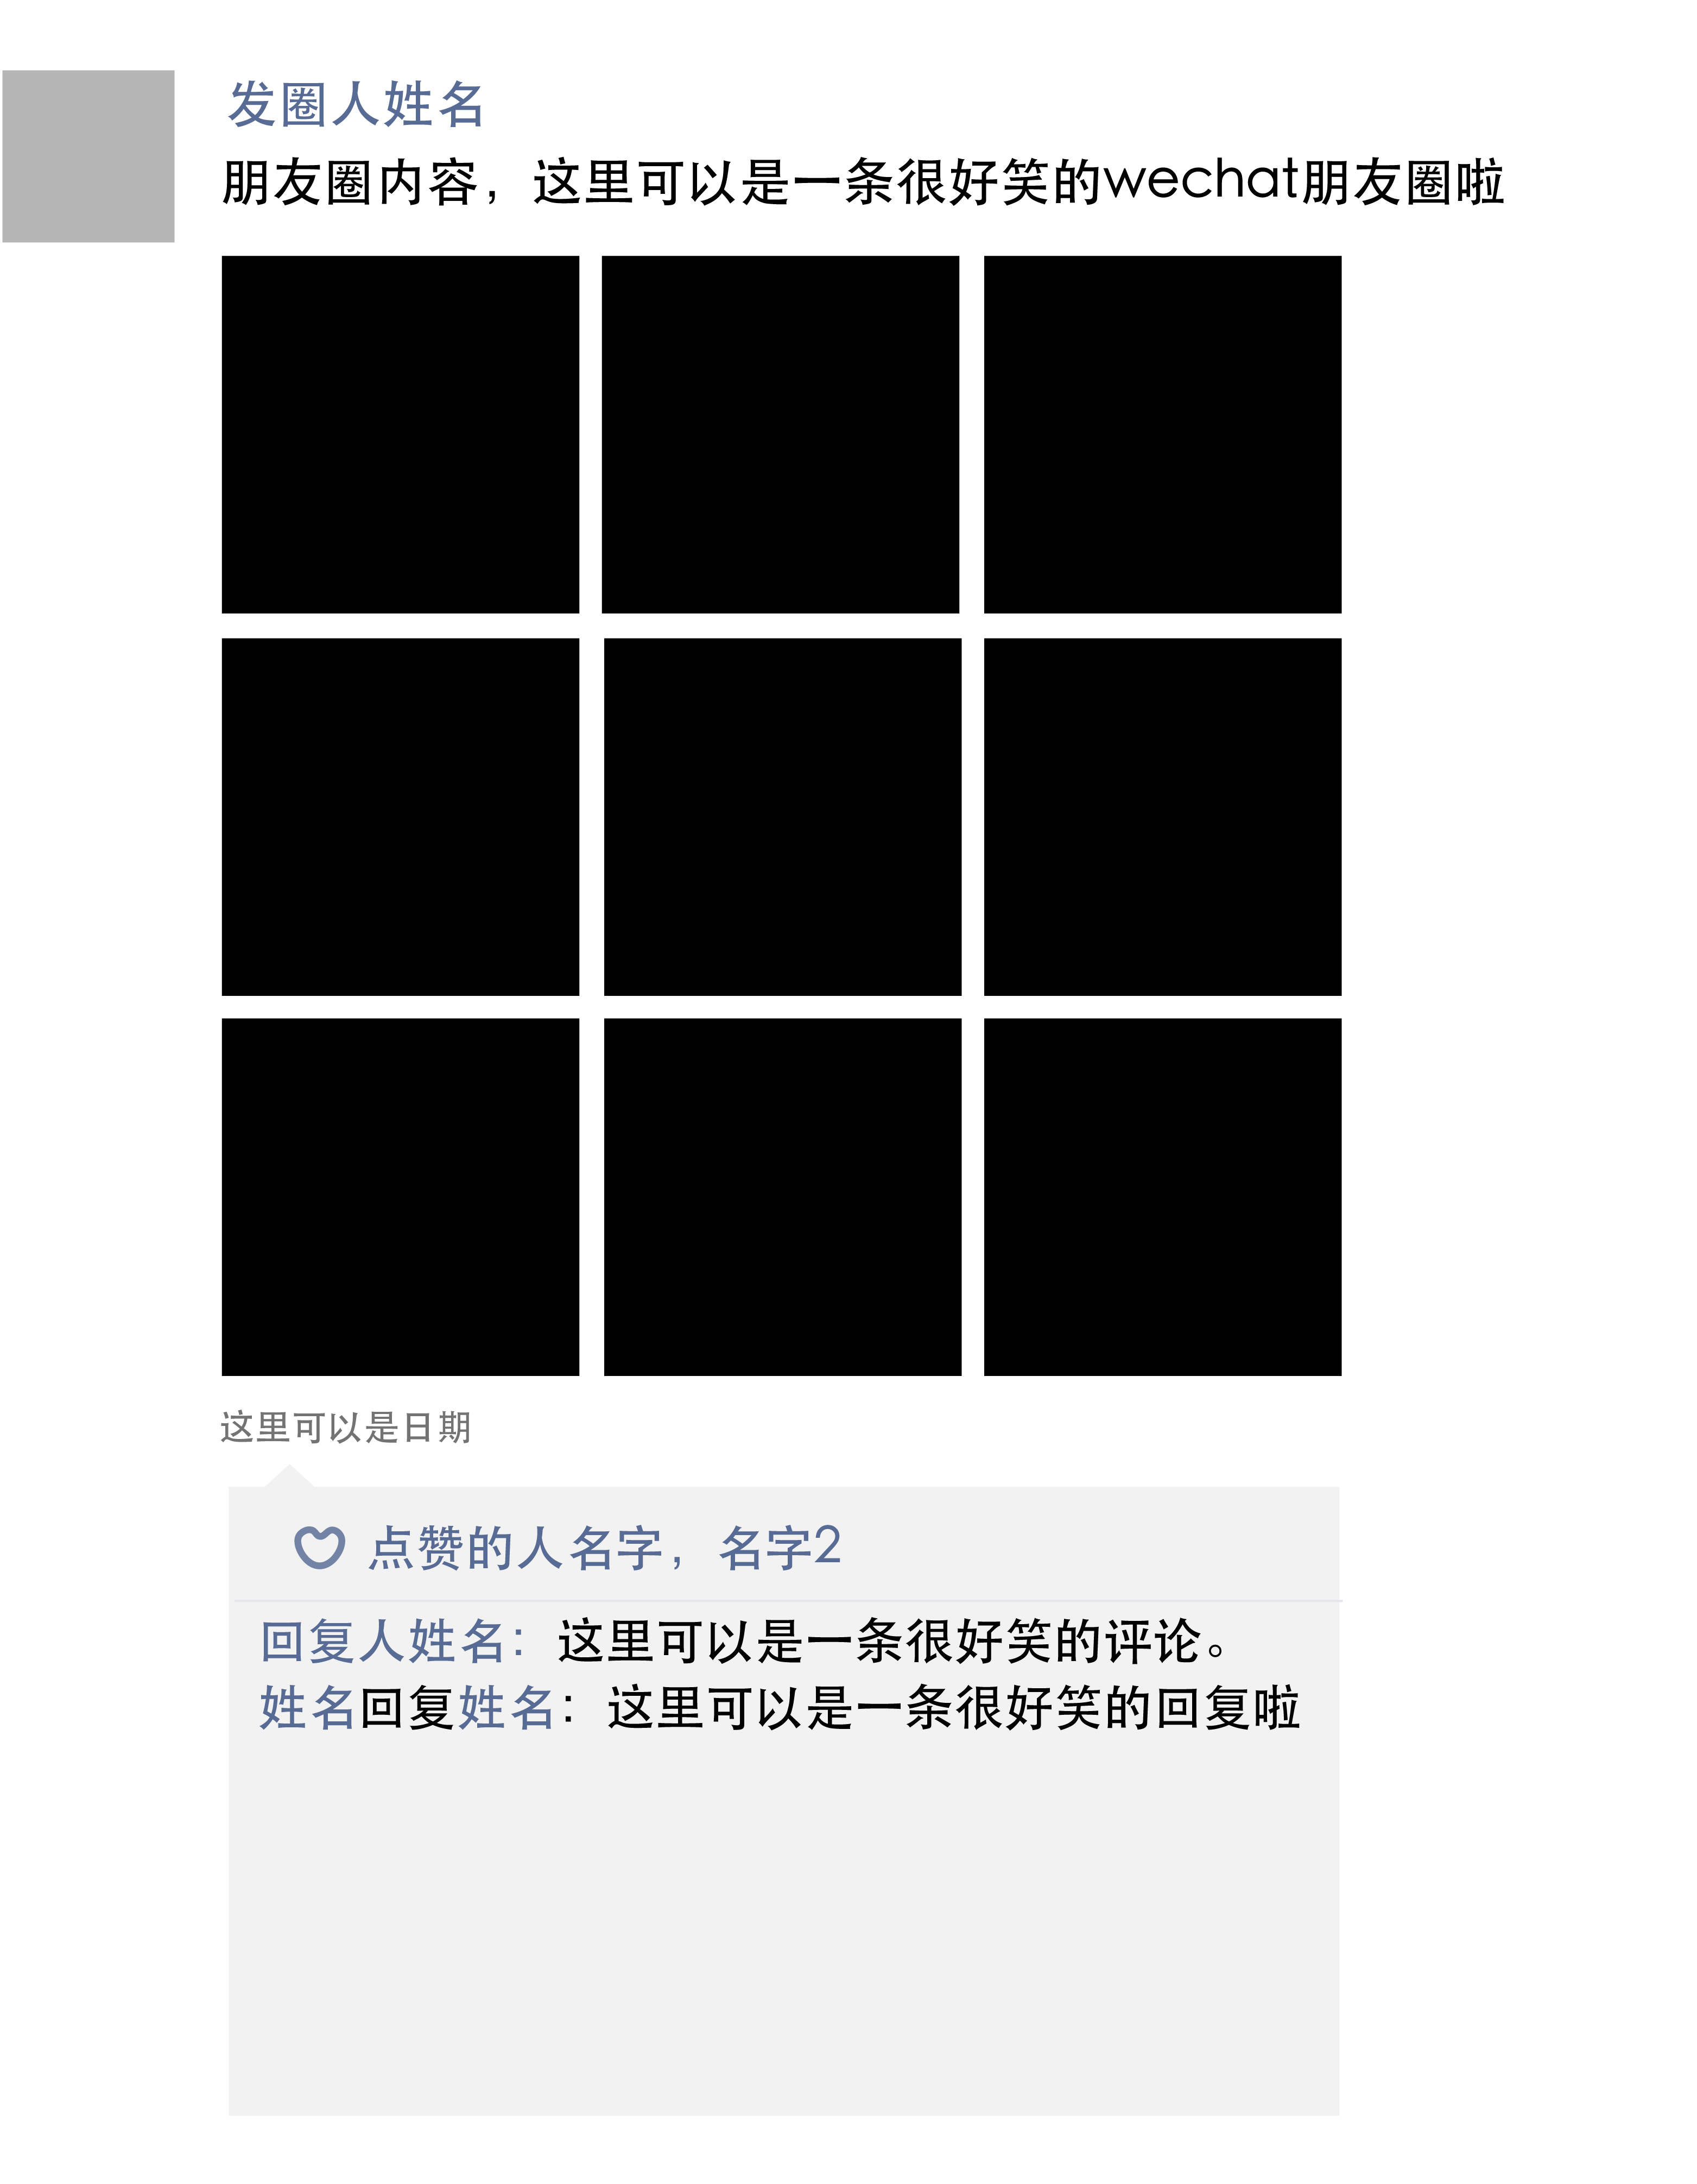 发圈人姓名
朋友圈内容，这里可以是一条很好笑的wechat朋友圈啦
这里可以是日期
点赞的人名字，名字2
回复人姓名：这里可以是一条很好笑的评论。
姓名回复姓名：这里可以是一条很好笑的回复啦